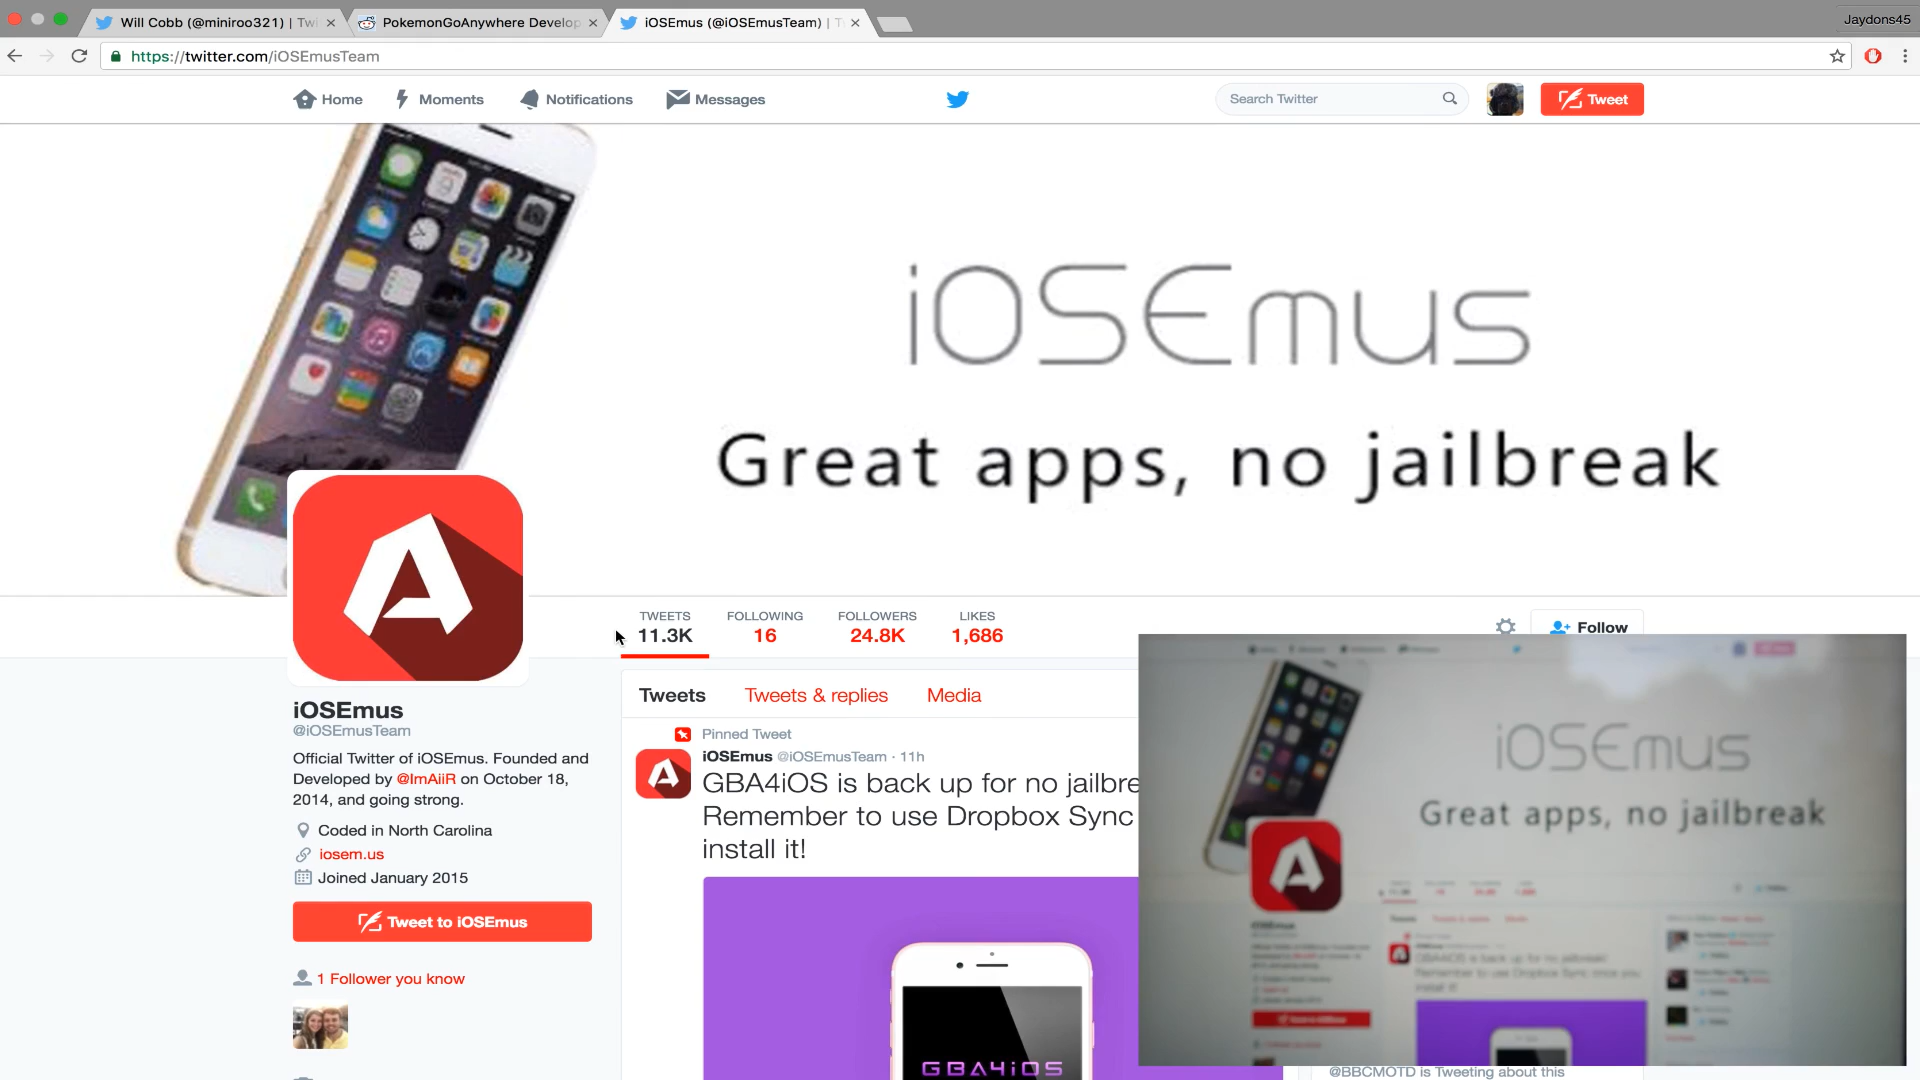 Will Cobb (@miniroo321) | Twi
PokemonGoAnywhere Develop
iOSEmus (@iOSEmusTeam) | T
Jaydons45
https://twitter.com/iOSEmusTeam
Home
Moments
Notifications
Messages
Search Twitter
Tweet
iOSEmus
Great apps, no jailbreak
TWEETS
11.3K
FOLLOWING
16
FOLLOWERS
24.8K
LIKES
1,686
Follow
iOSEmus
@iOSEmusTeam
Official Twitter of iOSEmus. Founded and
Developed by @ImAiiR on October 18,
2014, and going strong.
Coded in North Carolina
iosem.us
Joined January 2015
Tweet to iOSEmus
1 Follower you know
Tweets
Tweets & replies
Media
Pinned Tweet
iOSEmus @iOSEmusTeam · 11h
GBA4iOS is back up for no jailbre
Remember to use Dropbox Sync
install it!
GBA4iOS
iOSEmus
Great apps, no jailbreak
@BBCMOTD is Tweeting about this